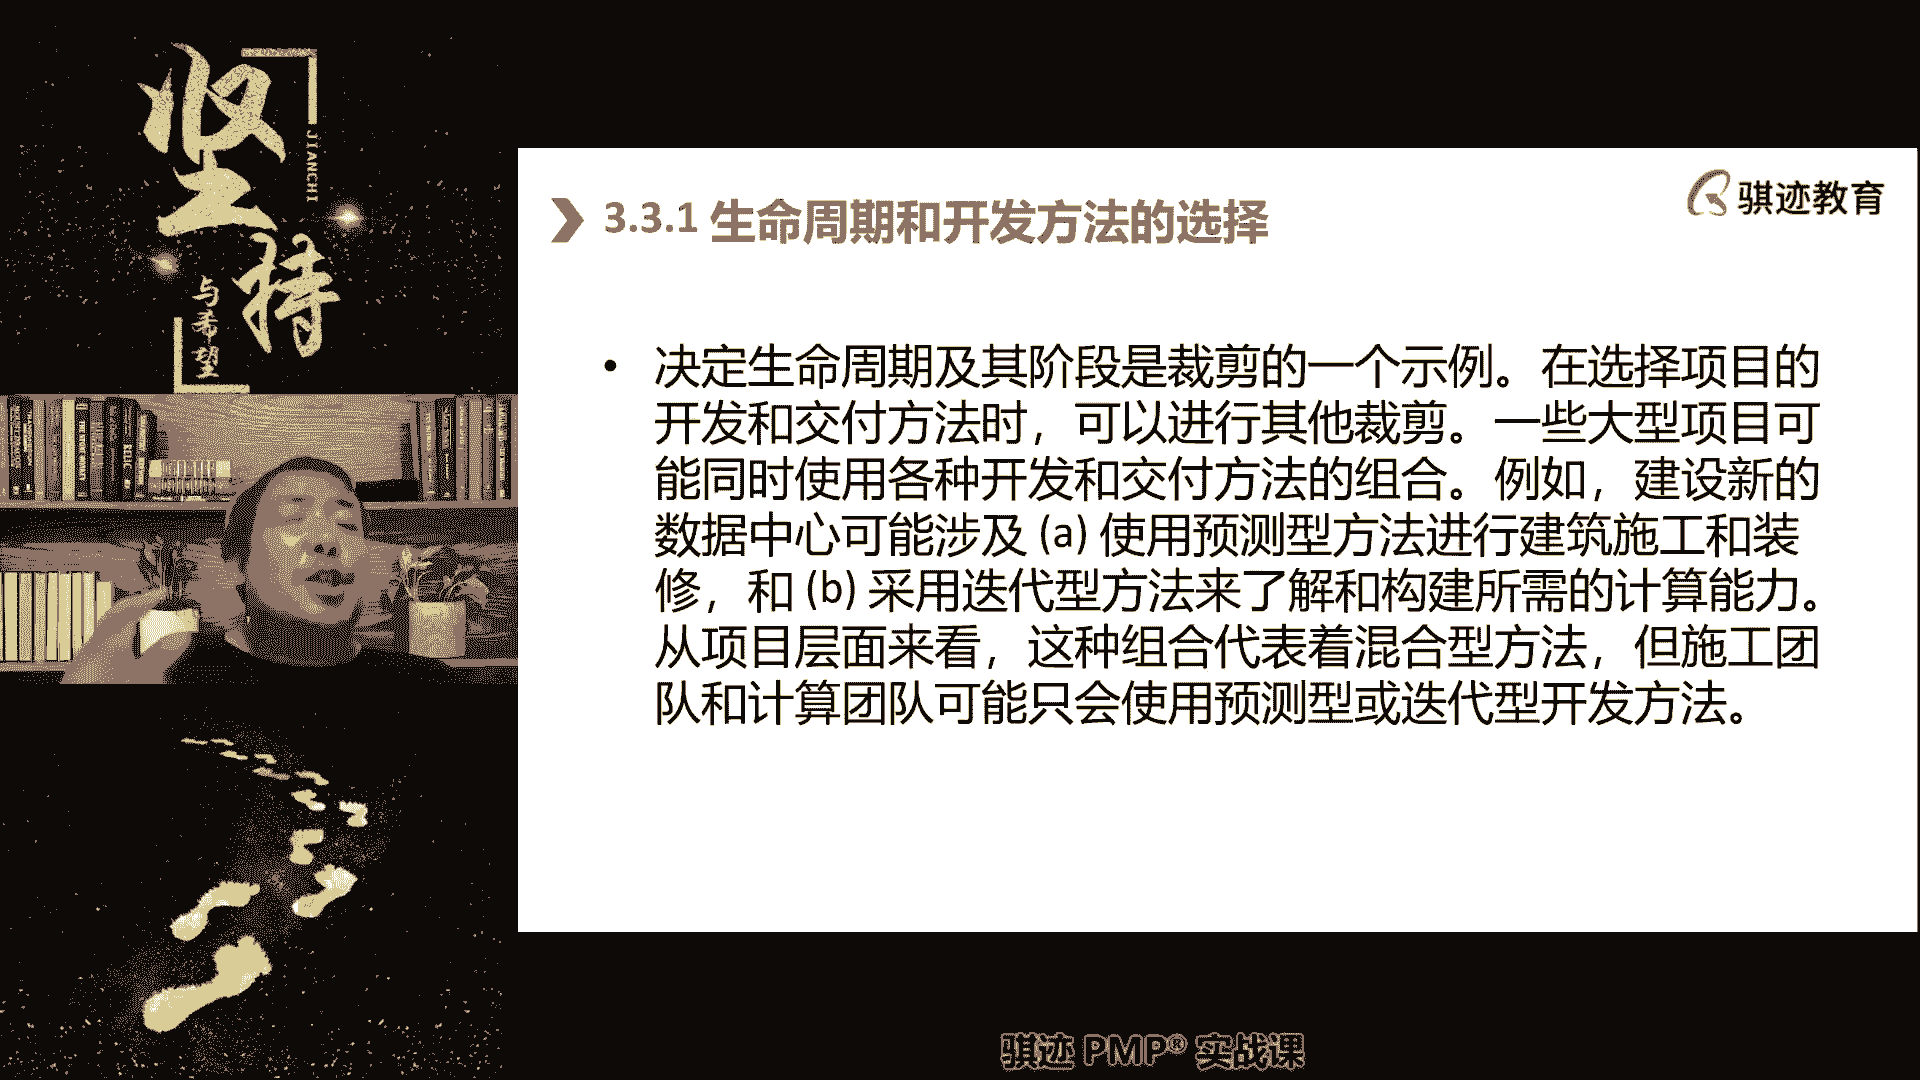 坚持
JIANCHI
与希望
骐迹教育
3.3.1 生命周期和开发方法的选择
• 决定生命周期及其阶段是裁剪的一个示例。在选择项目的
开发和交付方法时，可以进行其他裁剪。一些大型项目可
能同时使用各种开发和交付方法的组合。例如，建设新的
数据中心可能涉及 (a) 使用预测型方法进行建筑施工和装
修，和 (b) 采用迭代型方法来了解和构建所需的计算能力。
从项目层面来看，这种组合代表着混合型方法，但施工团
队和计算团队可能只会使用预测型或迭代型开发方法。
骐迹 PMP® 实战课